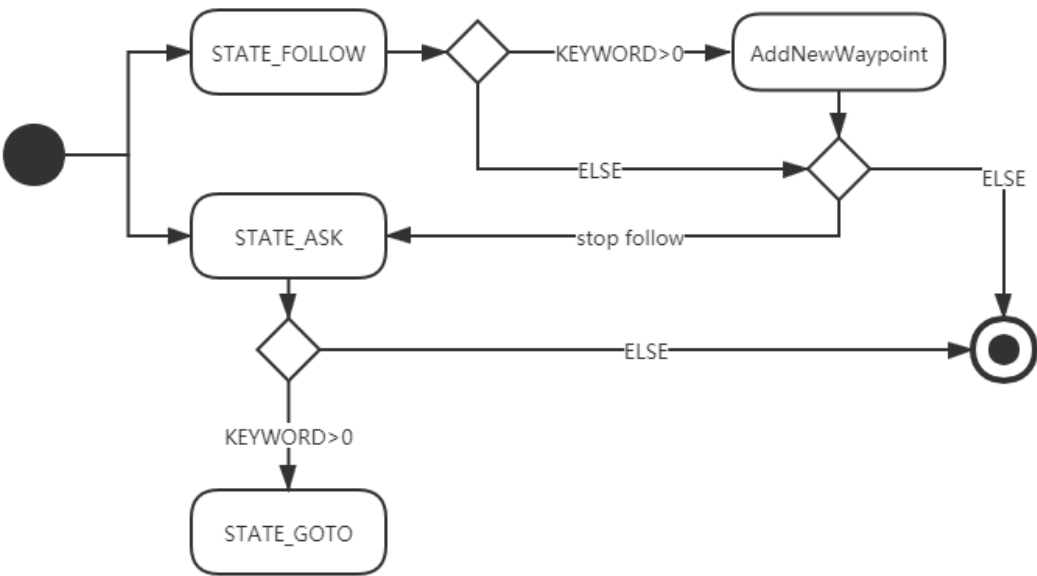 STATE_FOLLOW
KEYWORD>0
AddNewWaypoint
ELSE
ELSE
STATE_ASK
stop follow
ELSE
KEYWORD>0
STATE_GOTO